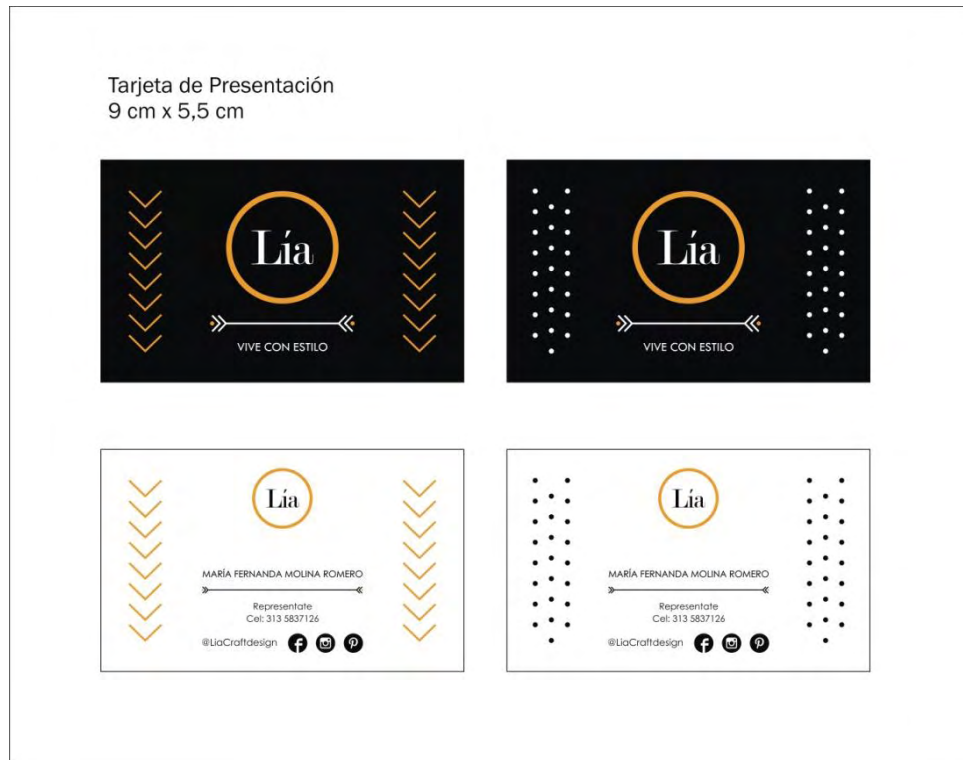 Tarjeta de Presentación
9 cm x 5,5 cm
Lía
VIVE CON ESTILO
Lía
VIVE CON ESTILO
Lía
MARÍA FERNANDA MOLINA ROMERO
Representate
Cel: 313 5837126
@LiaCraftdesign
Lía
MARÍA FERNANDA MOLINA ROMERO
Representate
Cel: 313 5837126
@LiaCraftdesign